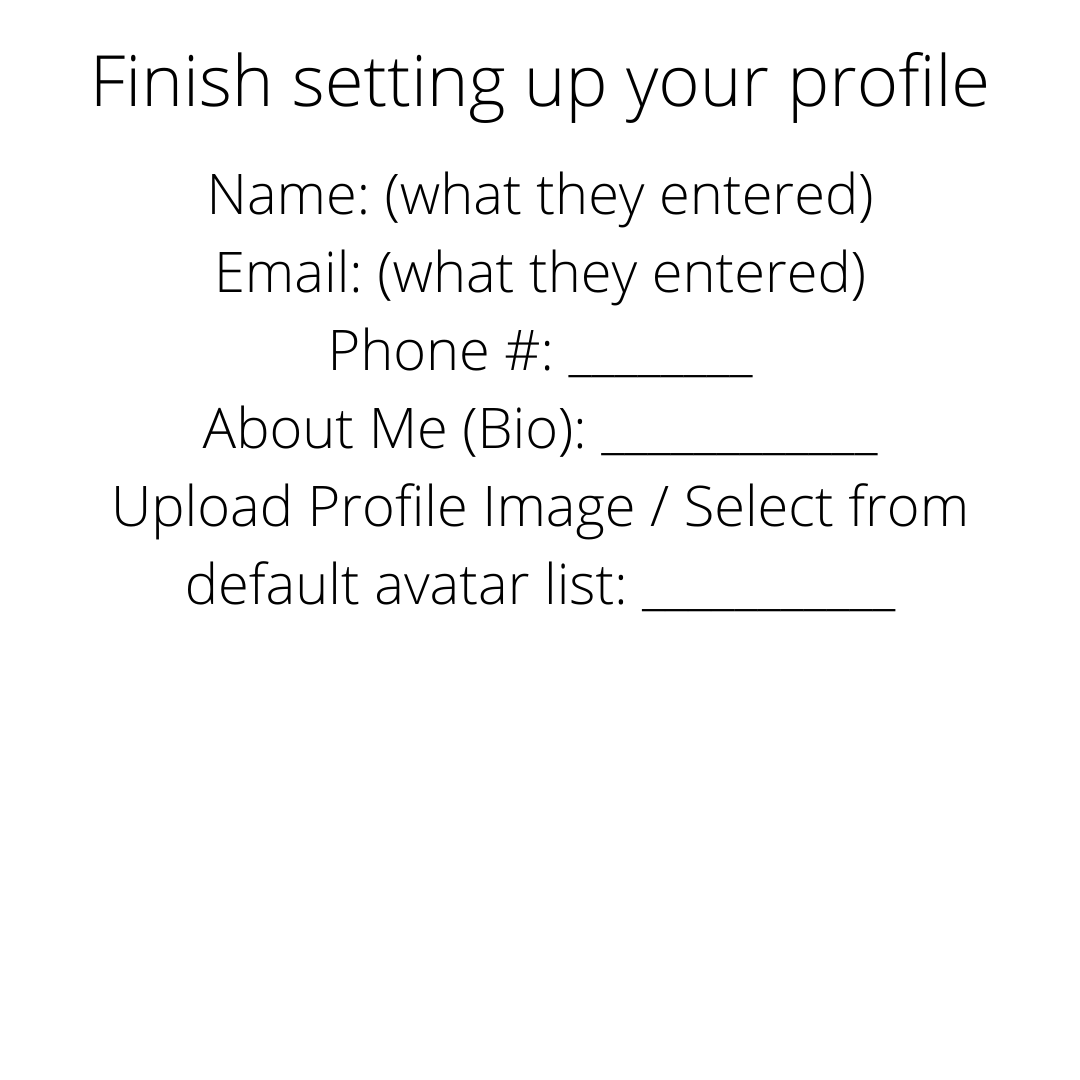 Finish setting up your profile
Name: (what they entered)
Email: (what they entered)
Phone #: ________
About Me (Bio): ____________
Upload Profile Image / Select from
default avatar list: ___________